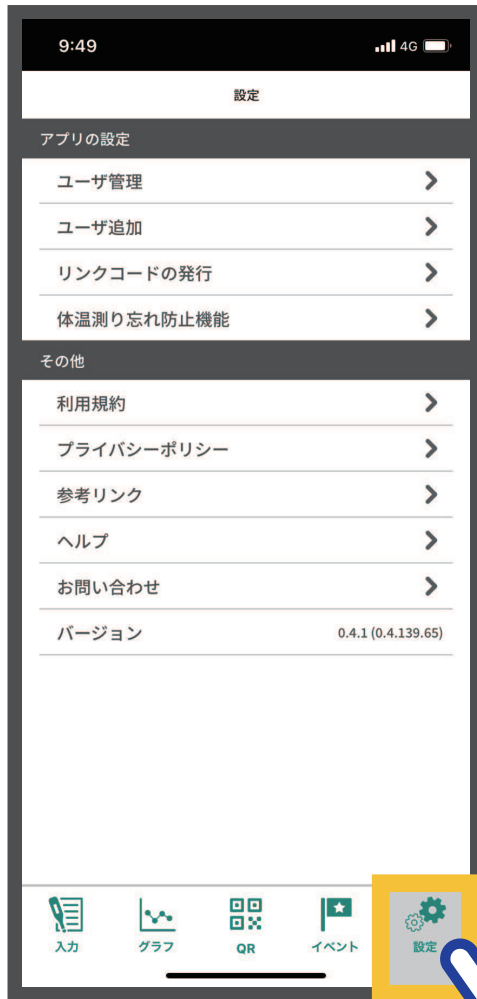 9:49 4G
設定
アプリの設定
ユーザ管理
ユーザ追加
リンクコードの発行
体温測り忘れ防止機能
その他
利用規約
プライバシーポリシー
参考リンク
ヘルプ
お問い合わせ
バージョン 0.4.1 (0.4.139.65)
入力 グラフ QR イベント 設定